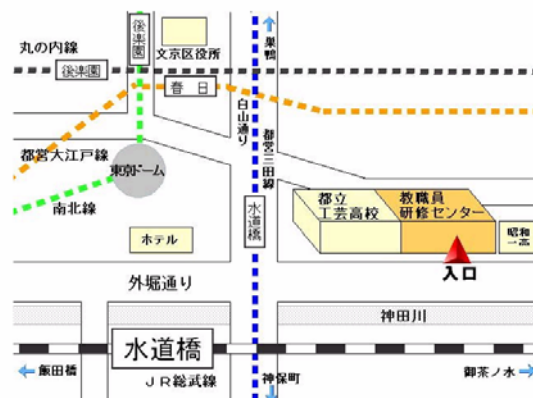 後楽園
丸の内線
文京区役所
巣鴨
後楽園
春日
白山通り
都営三田線
都営大江戸線
東京ドーム
南北線
水道橋
都立
工芸高校
教職員
研修センター
昭和
一高
ホテル
入口
外堀通り
神田川
水道橋
飯田橋
JR総武線
神保町
御茶ノ水